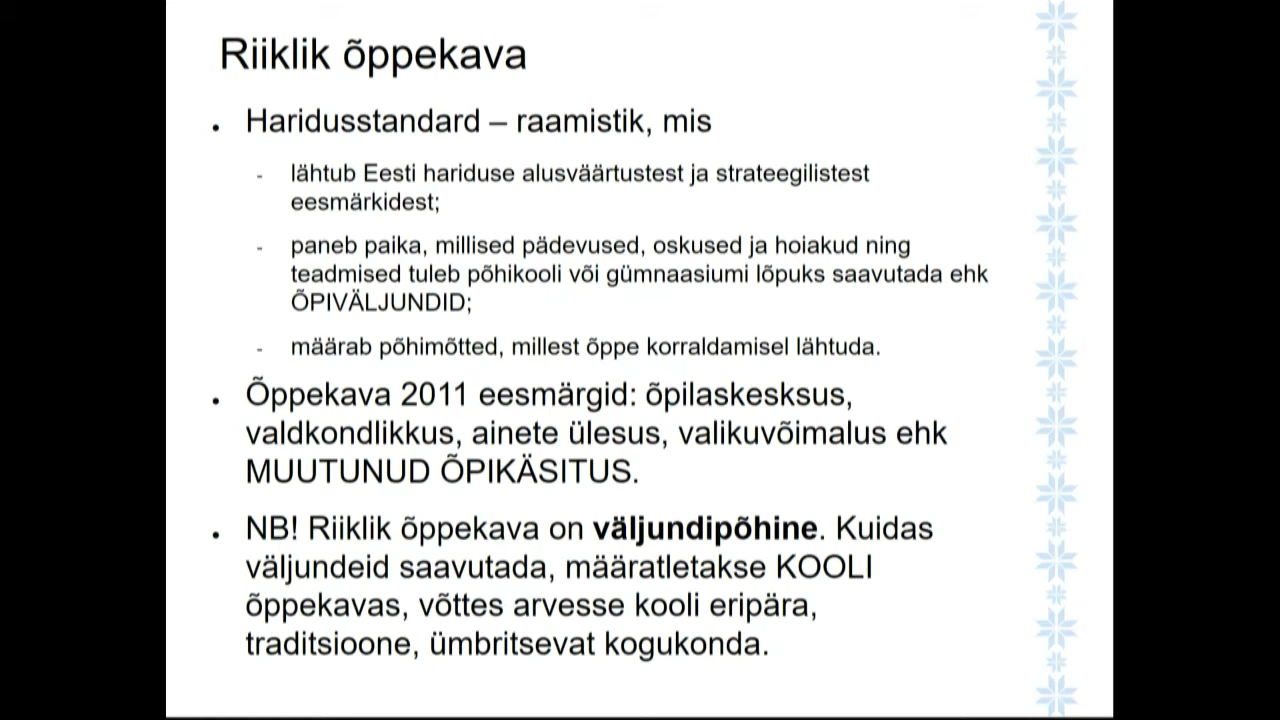 Riiklik õppekava
• Haridusstandard – raamistik, mis
- lähtub Eesti hariduse alusväärtustest ja strateegilistest
eesmärkidest;
- paneb paika, millised pädevused, oskused ja hoiakud ning
teadmised tuleb põhikooli või gümnaasiumi lõpuks saavutada ehk
ÕPIVÄLJUNDID;
- määrab põhimõtted, millest õppe korraldamisel lähtuda.
• Õppekava 2011 eesmärgid: õpilaskesksus,
valdkondlikkus, ainete ülesus, valikuvõimalus ehk
MUUTUNUD ÕPIKÄSITUS.
• NB! Riiklik õppekava on väljundipõhine. Kuidas
väljundeid saavutada, määratletakse KOOLI
õppekavas, võttes arvesse kooli eripära,
traditsioone, ümbritsevat kogukonda.